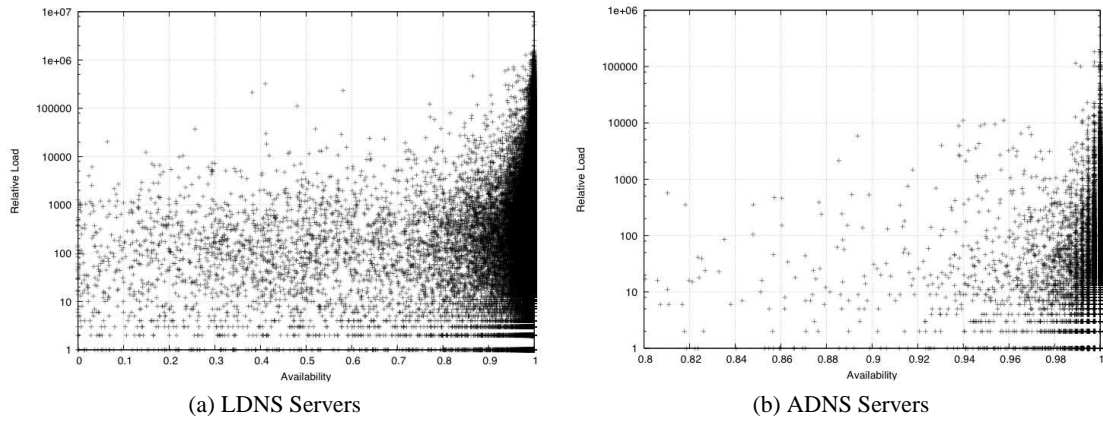 1e+07
1e+06
100000
10000
1000
100
10
1
Relative Load
0 0.1 0.2 0.3 0.4 0.5 0.6 0.7 0.8 0.9 1
Availability
(a) LDNS Servers
1e+06
100000
10000
1000
100
10
1
Relative Load
0.8 0.82 0.84 0.86 0.88 0.9 0.92 0.94 0.96 0.98 1
Availability
(b) ADNS Servers